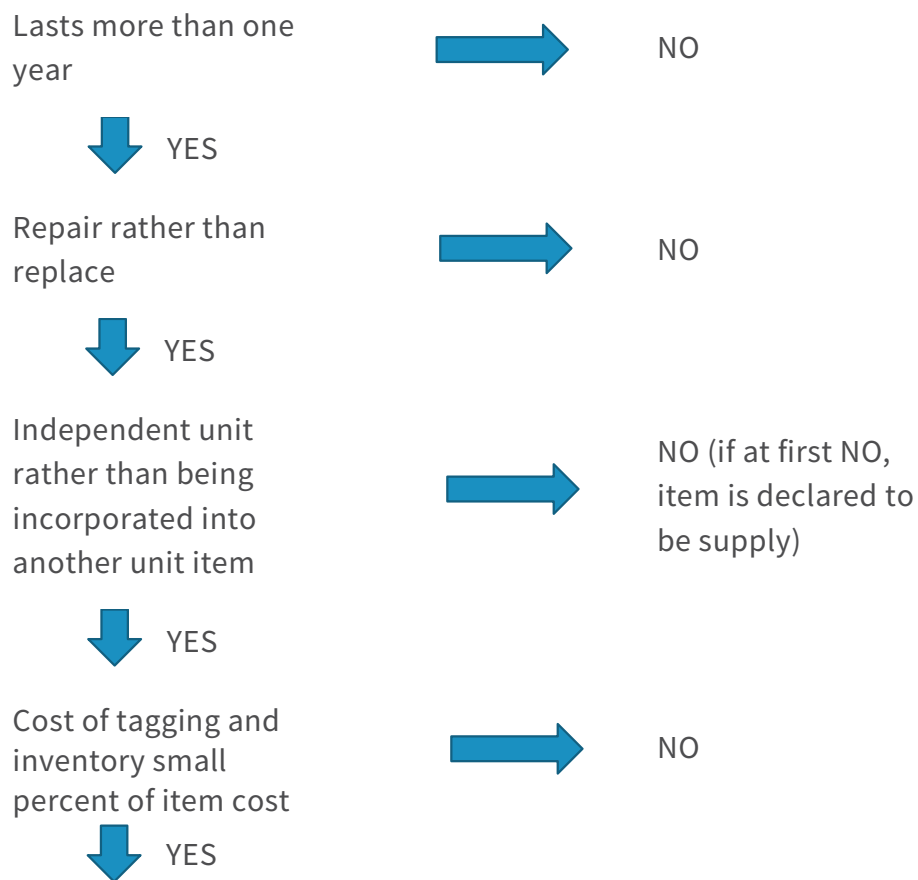 Lasts more than one
year
NO
YES
Repair rather than
replace
NO
YES
Independent unit
rather than being
incorporated into
another unit item
NO (if at first NO,
item is declared to
be supply)
YES
Cost of tagging and
inventory small
percent of item cost
NO
YES